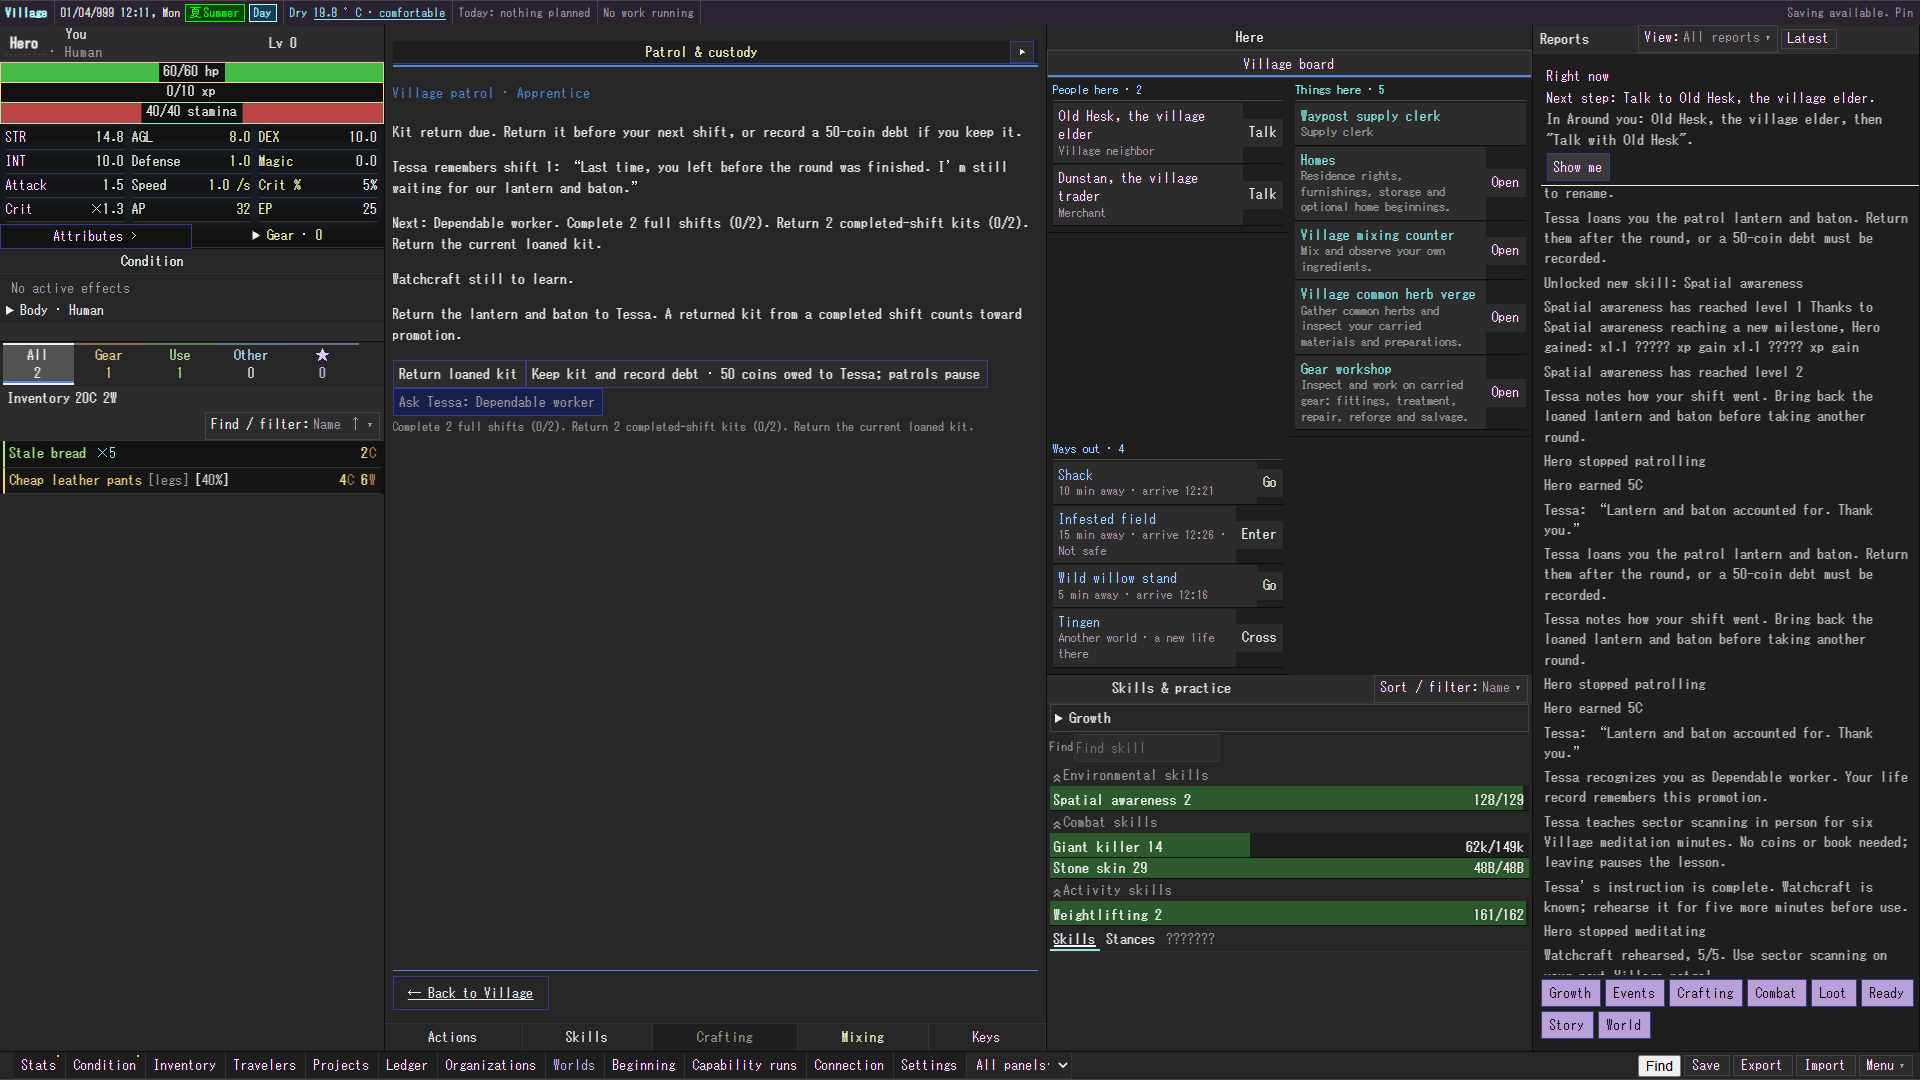 Village 01/04/999 12:11, Mon 夏Summer Day Dry 19.8 ° C · comfortable Today: nothing planned No work running Saving available. Pin
Hero · You Human Lv 0
60/60 hp
0/10 xp
40/40 stamina
STR 14.8 AGL 8.0 DEX 10.0
INT 10.0 Defense 1.0 Magic 0.0
Attack 1.5 Speed 1.0 /s Crit % 5%
Crit ×1.3 AP 32 EP 25
Attributes > ▶ Gear · 0
Condition
No active effects
▶ Body · Human
All 2 Gear 1 Use 1 Other 0 ★ 0
Inventory 20C 2W
Find / filter: Name ↑ ▾
Stale bread ×5 2C
Cheap leather pants [legs] [40%] 4C 6W
Patrol & custody ▸
Village patrol · Apprentice
Kit return due. Return it before your next shift, or record a 50-coin debt if you keep it.
Tessa remembers shift 1: “Last time, you left before the round was finished. I’m still
waiting for our lantern and baton.”
Next: Dependable worker. Complete 2 full shifts (0/2). Return 2 completed-shift kits (0/2).
Return the current loaned kit.
Watchcraft still to learn.
Return the lantern and baton to Tessa. A returned kit from a completed shift counts toward
promotion.
Return loaned kit Keep kit and record debt · 50 coins owed to Tessa; patrols pause
Ask Tessa: Dependable worker
Complete 2 full shifts (0/2). Return 2 completed-shift kits (0/2). Return the current loaned kit.
← Back to Village
Actions Skills Crafting Mixing Keys
Here
Village board
People here · 2
Old Hesk, the village
elder
Village neighbor
Talk
Dunstan, the village
trader
Merchant
Talk
Things here · 5
Waypost supply clerk
Supply clerk
Homes
Residence rights,
furnishings, storage and
optional home beginnings.
Open
Village mixing counter
Mix and observe your own
ingredients.
Open
Village common herb verge
Gather common herbs and
inspect your carried
materials and preparations.
Open
Gear workshop
Inspect and work on carried
gear: fittings, treatment,
repair, reforge and salvage.
Open
Ways out · 4
Shack
10 min away · arrive 12:21
Go
Infested field
15 min away · arrive 12:26 ·
Not safe
Enter
Wild willow stand
5 min away · arrive 12:16
Go
Tingen
Another world · a new life
there
Cross
Skills & practice Sort / filter: Name ▾
▶ Growth
Find Find skill
Environmental skills
Spatial awareness 2 128/129
Combat skills
Giant killer 14 62k/149k
Stone skin 29 48B/48B
Activity skills
Weightlifting 2 161/162
Skills Stances ???????
Reports View: All reports ▾ Latest
Right now
Next step: Talk to Old Hesk, the village elder.
In Around you: Old Hesk, the village elder, then
"Talk with Old Hesk".
Show me
to rename.
Tessa loans you the patrol lantern and baton. Return
them after the round, or a 50-coin debt must be
recorded.
Unlocked new skill: Spatial awareness
Spatial awareness has reached level 1 Thanks to
Spatial awareness reaching a new milestone, Hero
gained: x1.1 ????? xp gain x1.1 ????? xp gain
Spatial awareness has reached level 2
Tessa notes how your shift went. Bring back the
loaned lantern and baton before taking another
round.
Hero stopped patrolling
Hero earned 5C
Tessa: “Lantern and baton accounted for. Thank
you.”
Tessa loans you the patrol lantern and baton. Return
them after the round, or a 50-coin debt must be
recorded.
Tessa notes how your shift went. Bring back the
loaned lantern and baton before taking another
round.
Hero stopped patrolling
Hero earned 5C
Tessa: “Lantern and baton accounted for. Thank
you.”
Tessa recognizes you as Dependable worker. Your life
record remembers this promotion.
Tessa teaches sector scanning in person for six
Village meditation minutes. No coins or book needed;
leaving pauses the lesson.
Tessa’s instruction is complete. Watchcraft is
known; rehearse it for five more minutes before use.
Hero stopped meditating
Watchcraft rehearsed, 5/5. Use sector scanning on
your next Village patrol.
Growth Events Crafting Combat Loot Ready
Story World
Stats Condition Inventory Travelers Projects Ledger Organizations Worlds Beginning Capability runs Connection Settings All panels Find Save Export Import Menu ▾